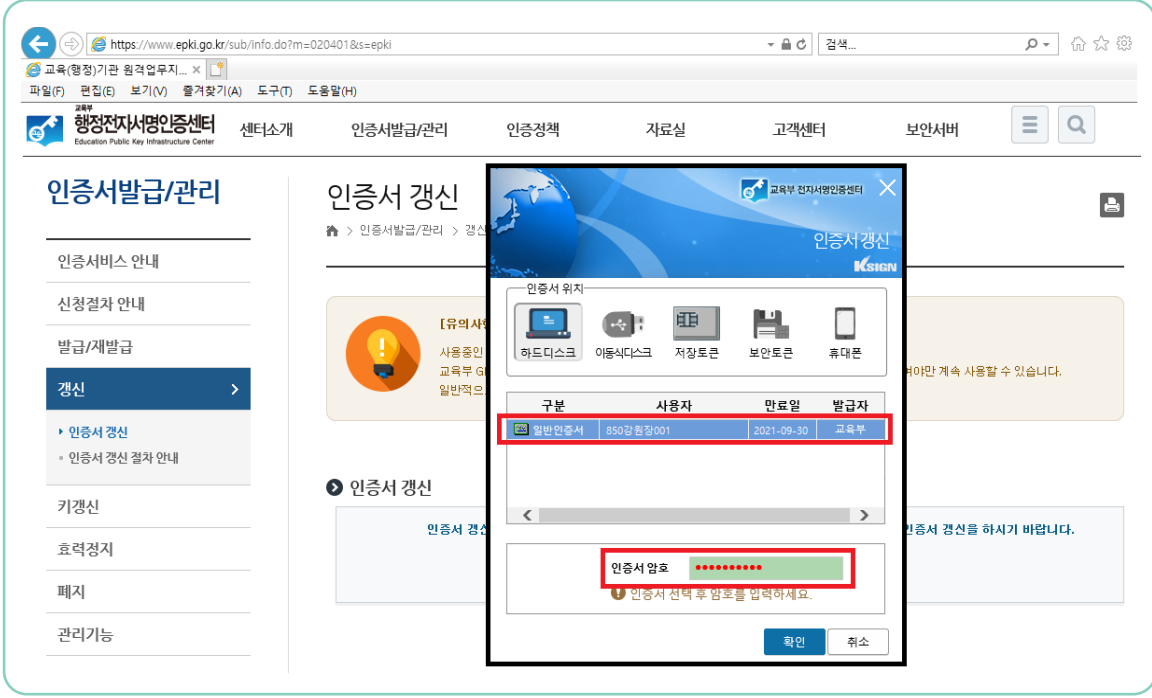 https://www.epki.go.kr/sub/info.do?m=020401&s=epki
검색...
교육(행정)기관 원격업무지... ×
파일(F) 편집(E) 보기(V) 즐겨찾기(A) 도구(T) 도움말(H)
교육부
행정전자서명인증센터
Education Public Key Infrastructure Center
센터소개 인증서발급/관리 인증정책 자료실 고객센터 보안서버
인증서발급/관리
인증서비스 안내
신청절차 안내
발급/재발급
갱신
인증서 갱신
인증서 갱신 절차 안내
키갱신
효력정지
폐지
관리기능
인증서 갱신
> 인증서발급/관리 > 갱신
[유의사항
사용중인
교육부
일반적으
여야만 계속 사용할 수 있습니다.
인증서 갱신
인증서 갱신
인증서 갱신을 하시기 바랍니다.
교육부 전자서명인증센터
인증서갱신
KSIGN
인증서 위치
하드디스크 이동식디스크 저장토큰 보안토큰 휴대폰
구분 사용자 만료일 발급자
일반인증서 850강원장001 2021-09-30 교육부
인증서 암호 ••••••••••
인증서 선택 후 암호를 입력하세요.
확인 취소